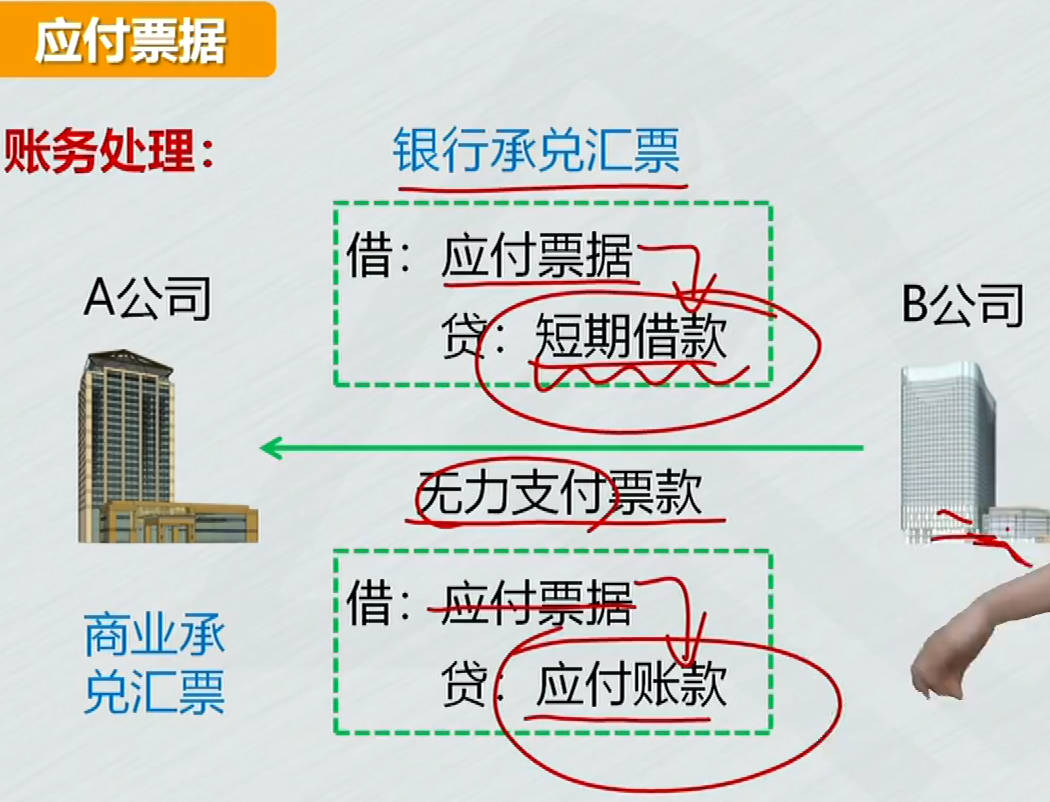 应付票据
账务处理：
银行承兑汇票
借：应付票据
贷：短期借款
A公司
B公司
无力支付票款
借：应付票据
贷：应付账款
商业承
兑汇票